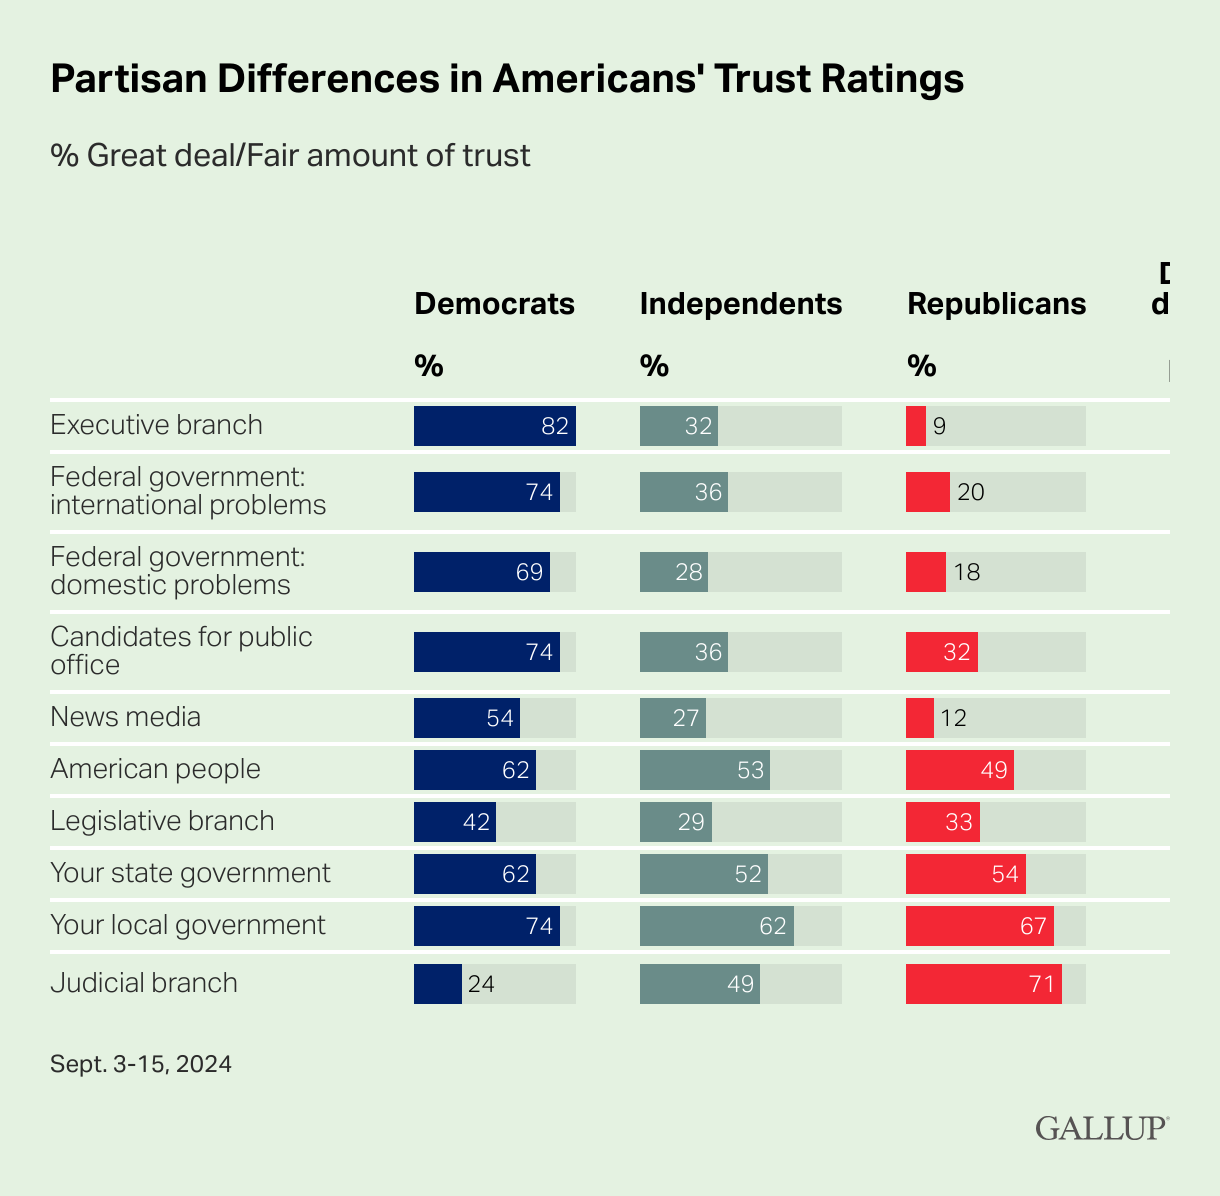 Partisan Differences in Americans' Trust Ratings
% Great deal/Fair amount of trust
Democrats Independents Republicans
% % %
Executive branch 82 32 9
Federal government:
international problems 74 36 20
Federal government:
domestic problems 69 28 18
Candidates for public
office 74 36 32
News media 54 27 12
American people 62 53 49
Legislative branch 42 29 33
Your state government 62 52 54
Your local government 74 62 67
Judicial branch 24 49 71
Sept. 3-15, 2024
GALLUP®